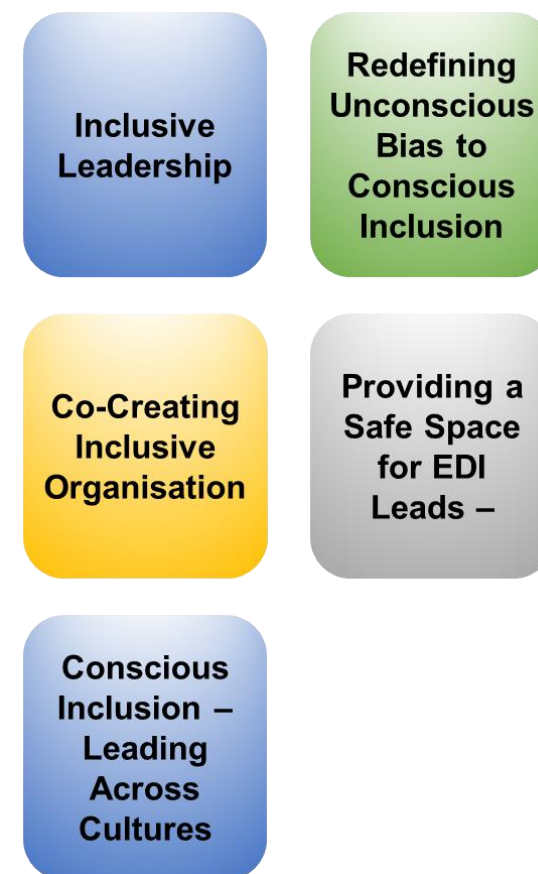 Inclusive
Leadership
Redefining
Unconscious
Bias to
Conscious
Inclusion
Co-Creating
Inclusive
Organisation
Providing a
Safe Space
for EDI
Leads –
Conscious
Inclusion –
Leading
Across
Cultures